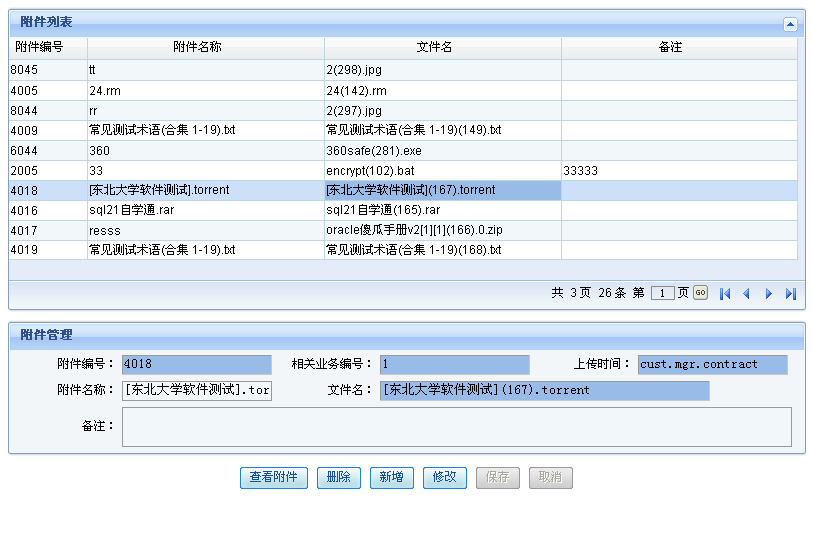 附件列表
附件编号 附件名称 文件名 备注
8045 tt 2(298).jpg
4005 24.rm 24(142).rm
8044 rr 2(297).jpg
4009 常见测试术语(合集 1-19).txt 常见测试术语(合集 1-19)(149).txt
6044 360 360safe(281).exe
2005 33 encrypt(102).bat 33333
4018 [东北大学软件测试].torrent [东北大学软件测试](167).torrent
4016 sql21自学通.rar sql21自学通(165).rar
4017 resss oracle傻瓜手册v2[1][1](166).0.zip
4019 常见测试术语(合集 1-19).txt 常见测试术语(合集 1-19)(168).txt
共 3 页 26 条 第 1 页 GO
附件管理
附件编号： 4018 相关业务编号： 1 上传时间： cust.mgr.contract
附件名称： [东北大学软件测试].tor 文件名： [东北大学软件测试](167).torrent
备注：
查看附件 删除 新增 修改 保存 取消